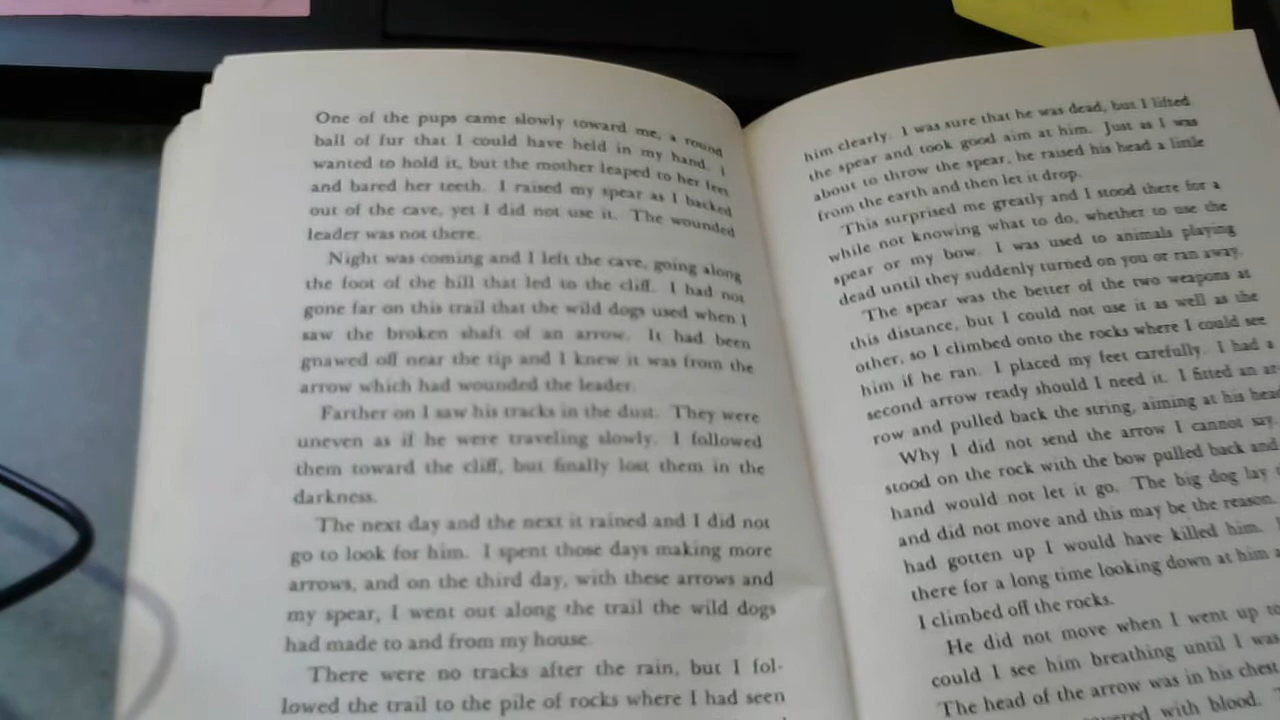 One of the pups came slowly toward me, a round
ball of fur that I could have held in my hand. I
wanted to hold it, but the mother leaped to her feet
and bared her teeth. I raised my spear as I backed
out of the cave, yet I did not use it. The wounded
leader was not there.
Night was coming and I left the cave, going along
the foot of the hill that led to the cliff. I had not
gone far on this trail that the wild dogs used when I
saw the broken shaft of an arrow. It had been
gnawed off near the tip and I knew it was from the
arrow which had wounded the leader.
Farther on I saw his tracks in the dust. They were
uneven as if he were traveling slowly. I followed
them toward the cliff, but finally lost them in the
darkness.
The next day and the next it rained and I did not
go to look for him. I spent those days making more
arrows, and on the third day, with these arrows and
my spear, I went out along the trail the wild dogs
had made to and from my house.
There were no tracks after the rain, but I fol-
lowed the trail to the pile of rocks where I had seen
him clearly. I was sure that he was dead, but I lifted
the spear and took good aim at him. Just as I was
about to throw the spear, he raised his head a little
from the earth and then let it drop.
This surprised me greatly and I stood there for a
while not knowing what to do, whether to use the
spear or my bow. I was used to animals playing
dead until they suddenly turned on you or ran away.
The spear was the better of the two weapons at
this distance, but I could not use it as well as the
other, so I climbed onto the rocks where I could see
him if he ran. I placed my feet carefully. I had a
second arrow ready should I need it. I fitted an ar-
row and pulled back the string, aiming at his head
Why I did not send the arrow I cannot say.
stood on the rock with the bow pulled back and
hand would not let it go. The big dog lay
and did not move and this may be the reason.
had gotten up I would have killed him.
there for a long time looking down at him
I climbed off the rocks.
He did not move when I went up to
could I see him breathing until I was
The head of the arrow was in his chest
with blood.